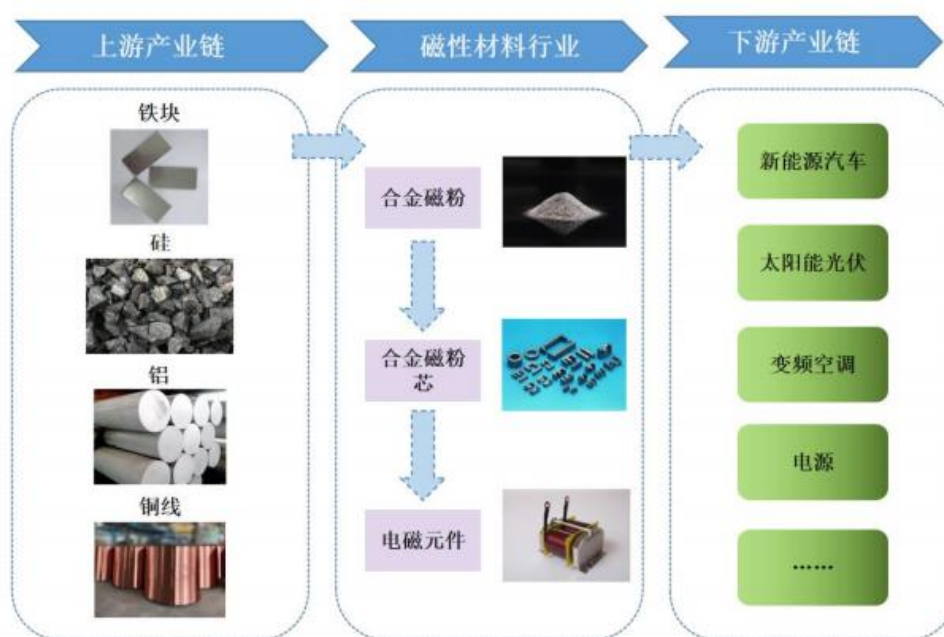 上游产业链
磁性材料行业
下游产业链
铁块
硅
铝
铜线
合金磁粉
合金磁粉
芯
电磁元件
新能源汽车
太阳能光伏
变频空调
电源
……